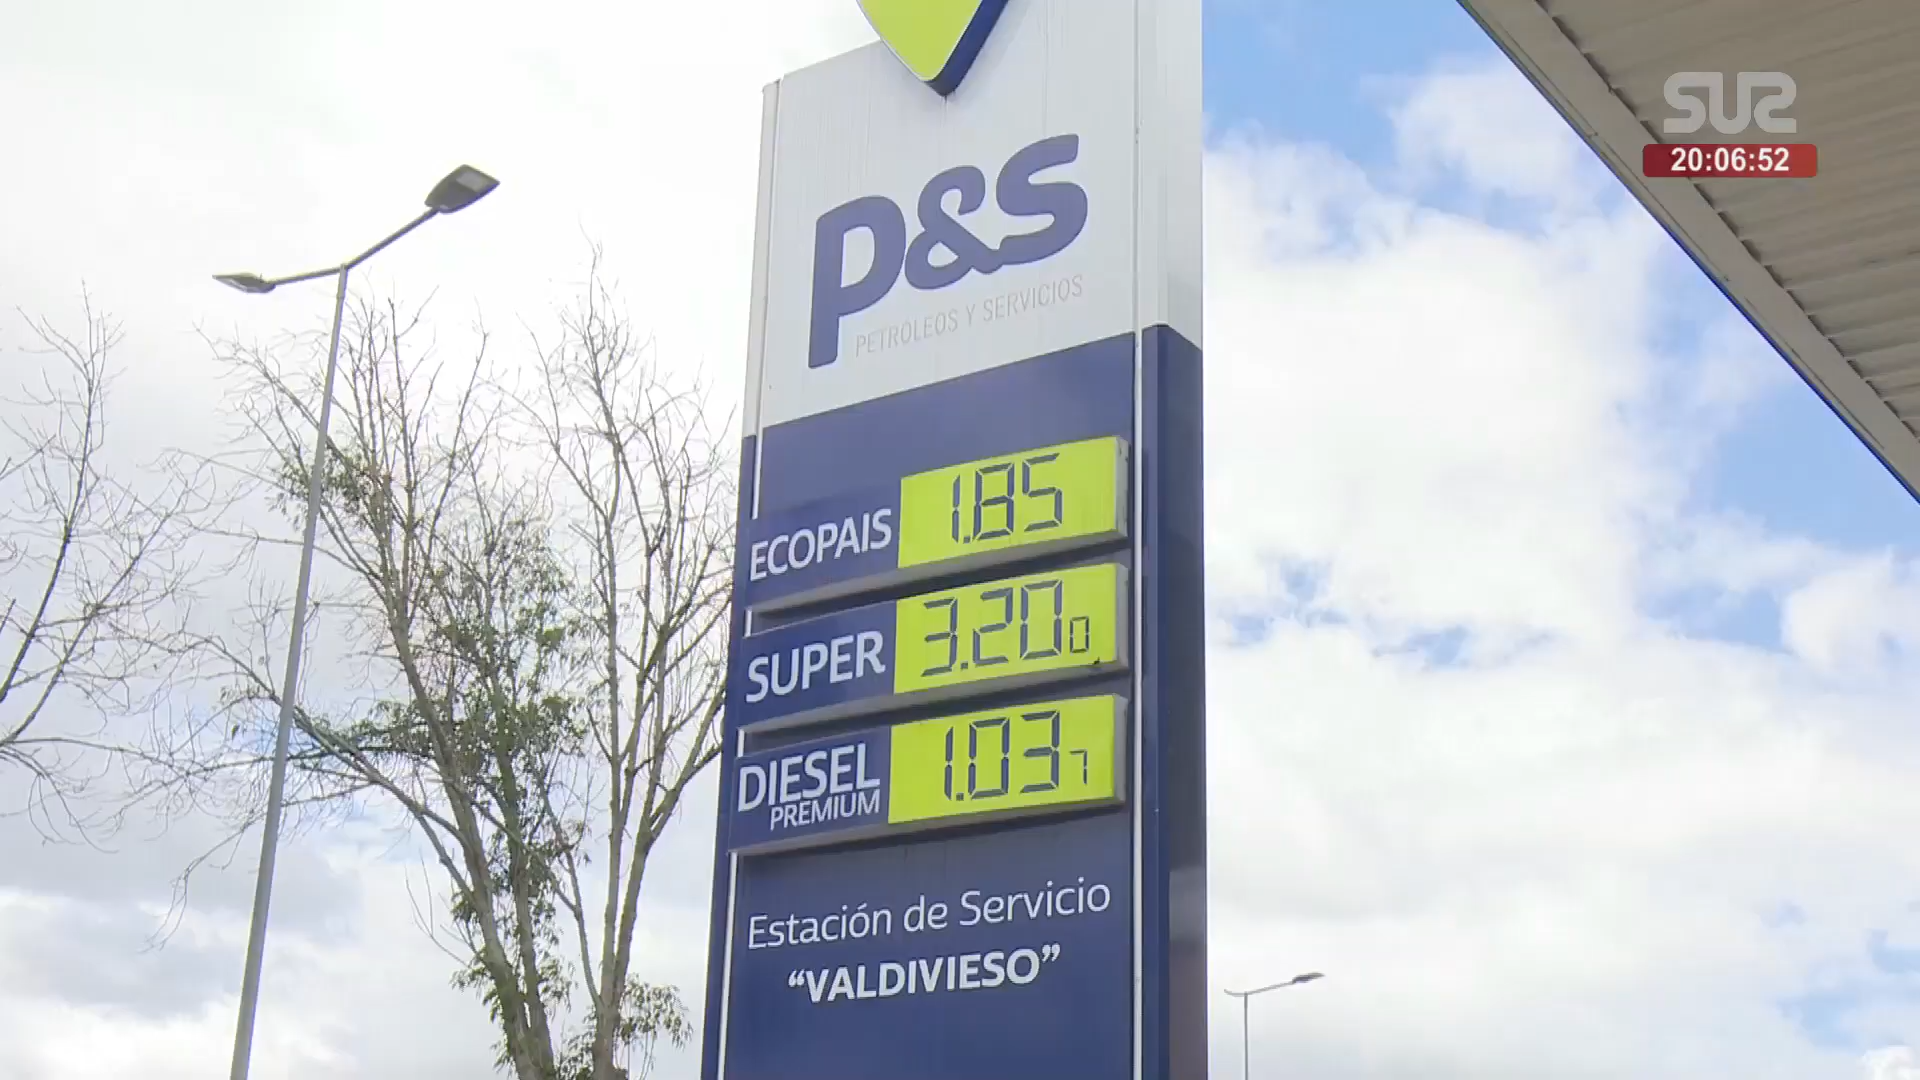 SUR
20:06:52
P&S
PETRÓLEOS Y SERVICIOS
ECOPAIS 1.85
SUPER 3.200
DIESEL 1.037
PREMIUM
Estación de Servicio
“VALDIVIESO”